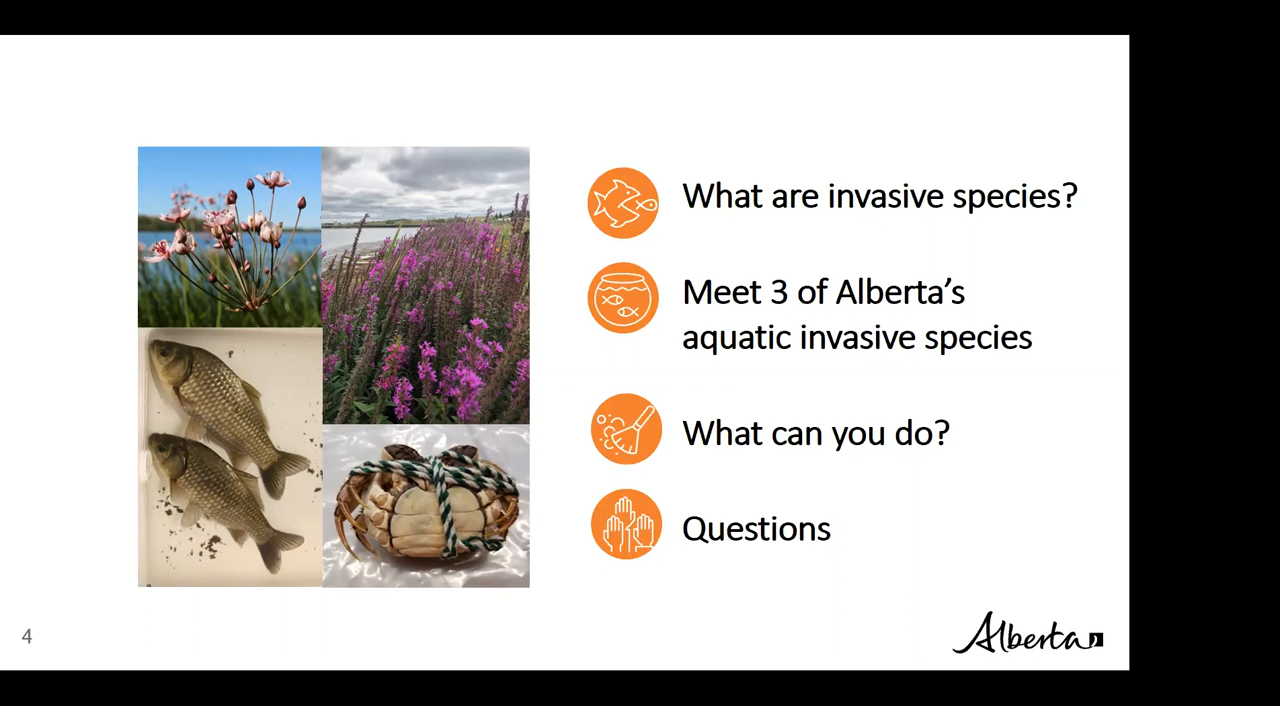 What are invasive species?
Meet 3 of Alberta’s
aquatic invasive species
What can you do?
Questions
4
Alberta